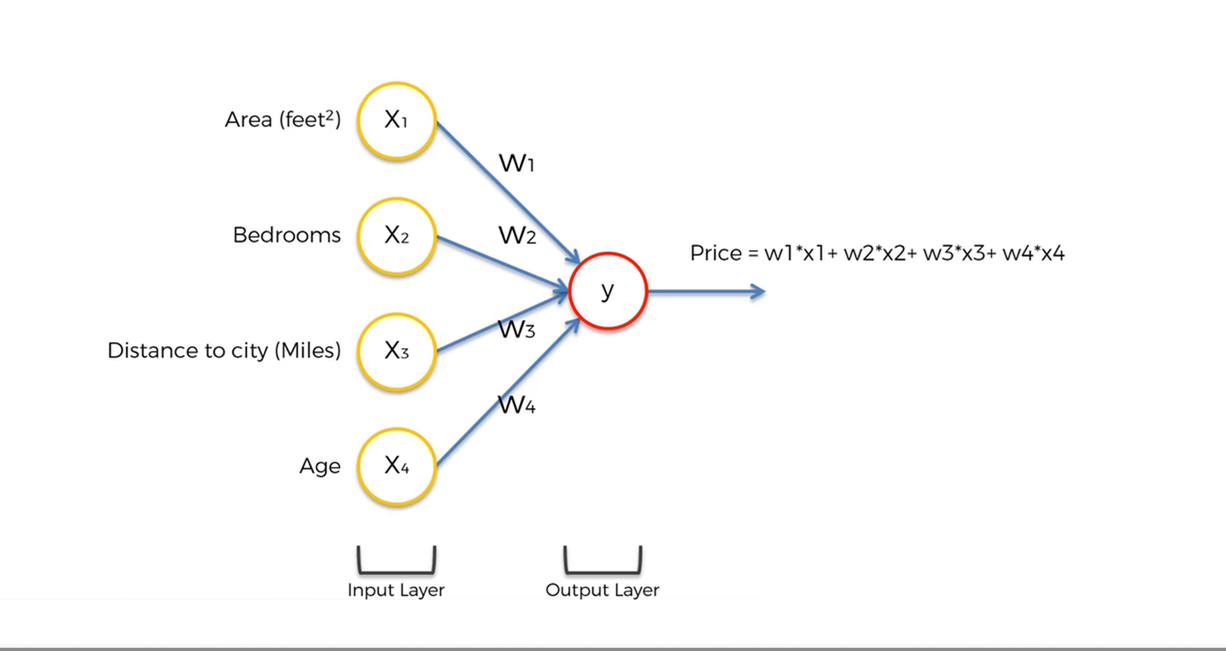 Area (feet²)
X₁
W₁
Bedrooms
X₂
W₂
Price = w1*x1+ w2*x2+ w3*x3+ w4*x4
y
Distance to city (Miles)
X₃
W₃
W₄
Age
X₄
Input Layer
Output Layer